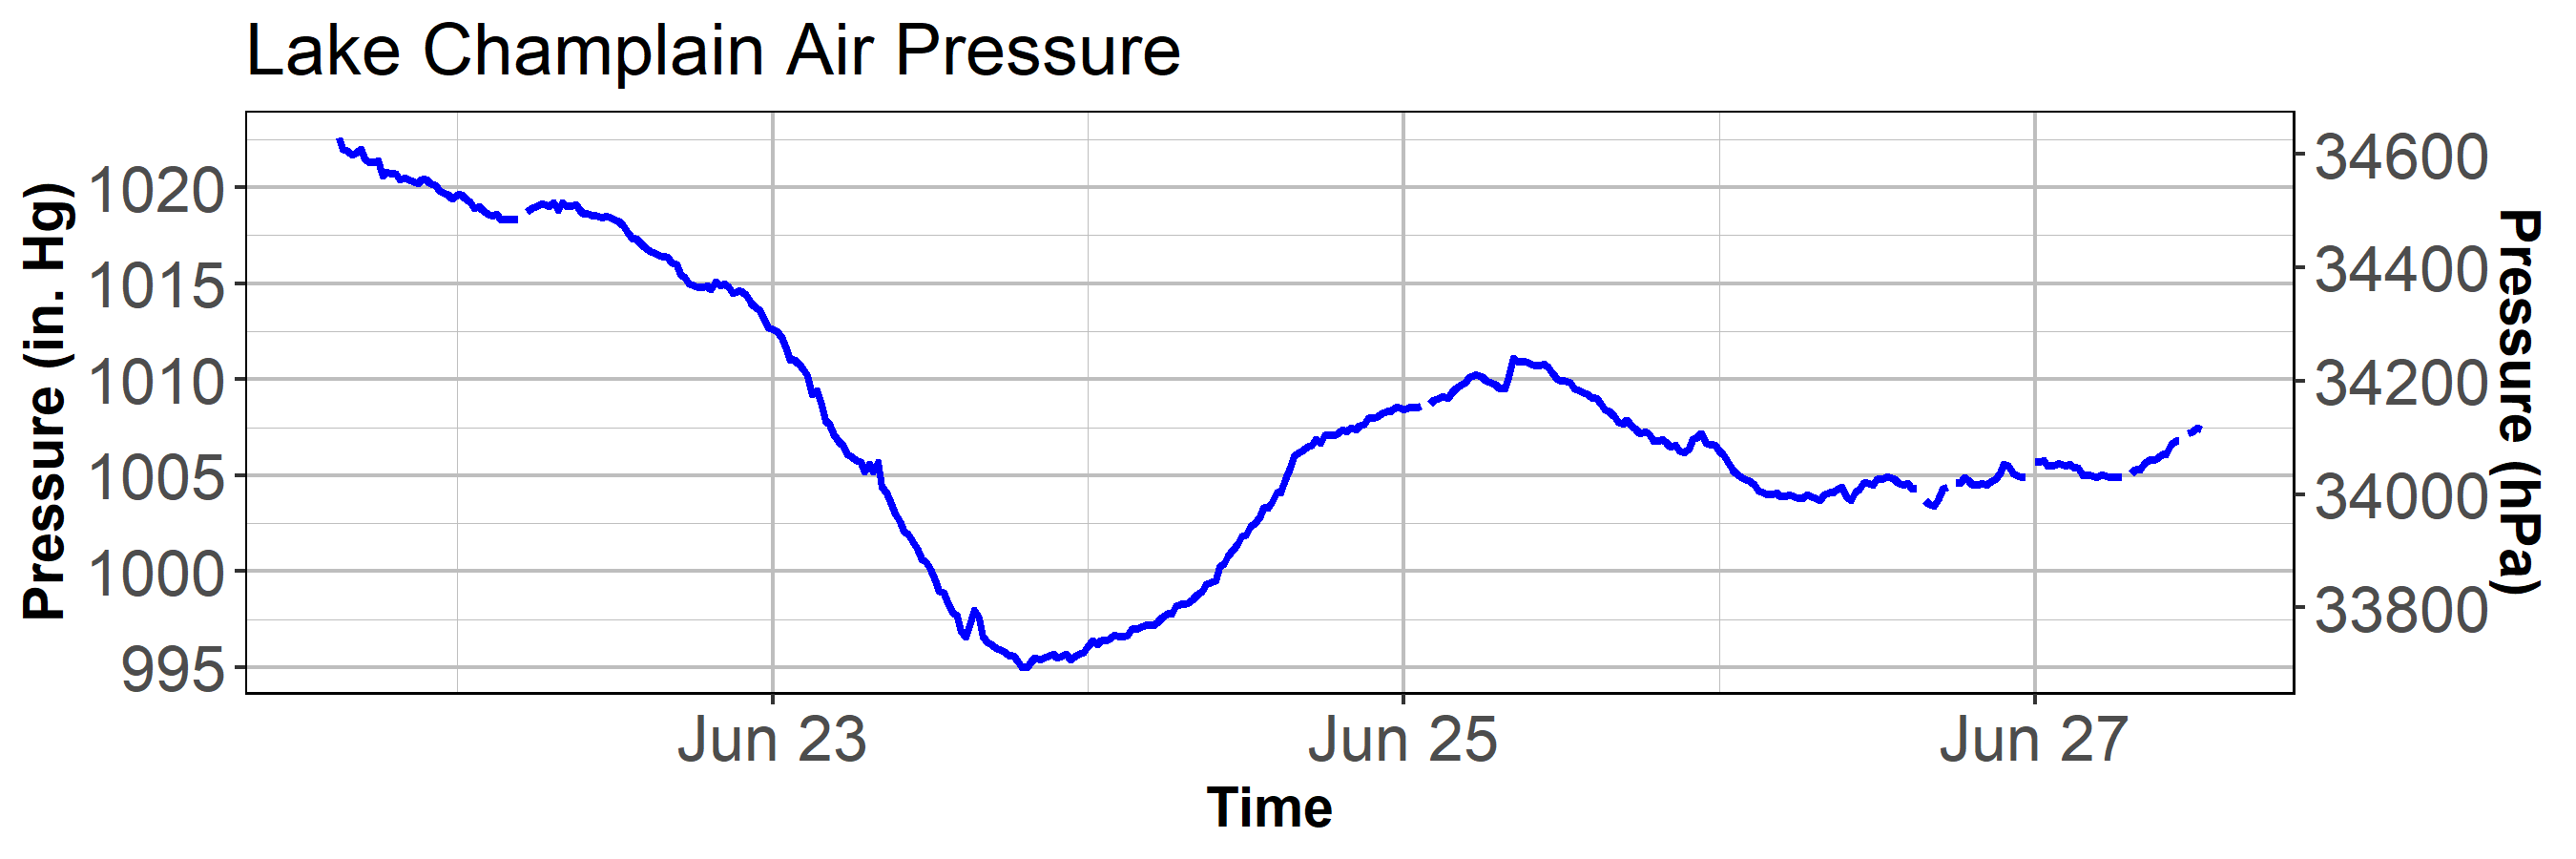 Lake Champlain Air Pressure
Pressure (in. Hg)
1020
1015
1010
1005
1000
995
34600
34400
34200
34000
33800
Pressure (hPa)
Jun 23
Jun 25
Jun 27
Time